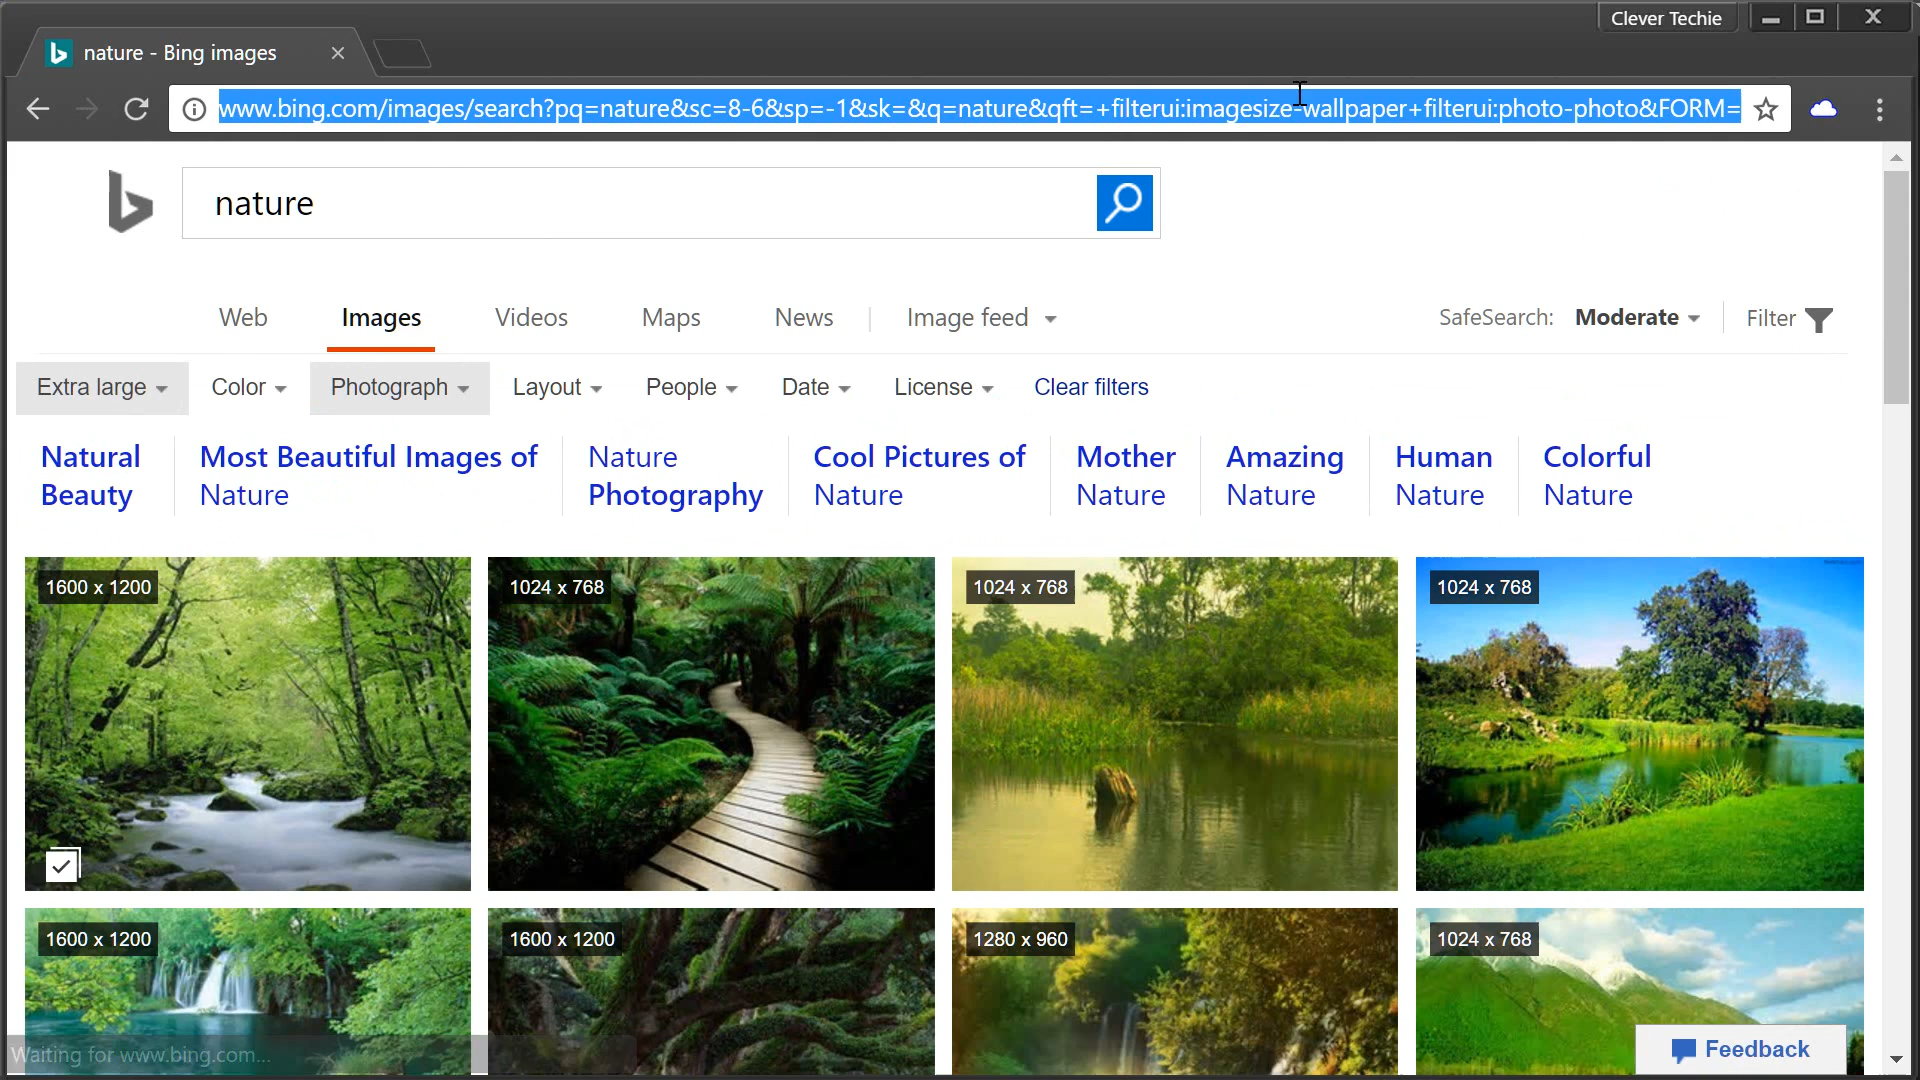 Clever Techie
nature - Bing images
www.bing.com/images/search?pq=nature&sc=8-6&sp=-1&sk=&q=nature&qft=+filterui:imagesize-wallpaper+filterui:photo-photo&FORM=
nature
Web Images Videos Maps News Image feed SafeSearch: Moderate Filter
Extra large Color Photograph Layout People Date License Clear filters
Natural Beauty
Most Beautiful Images of Nature
Nature Photography
Cool Pictures of Nature
Mother Nature
Amazing Nature
Human Nature
Colorful Nature
1600 x 1200 1024 x 768 1024 x 768 1024 x 768
1600 x 1200 1600 x 1200 1280 x 960 1024 x 768
Waiting for www.bing.com...
Feedback